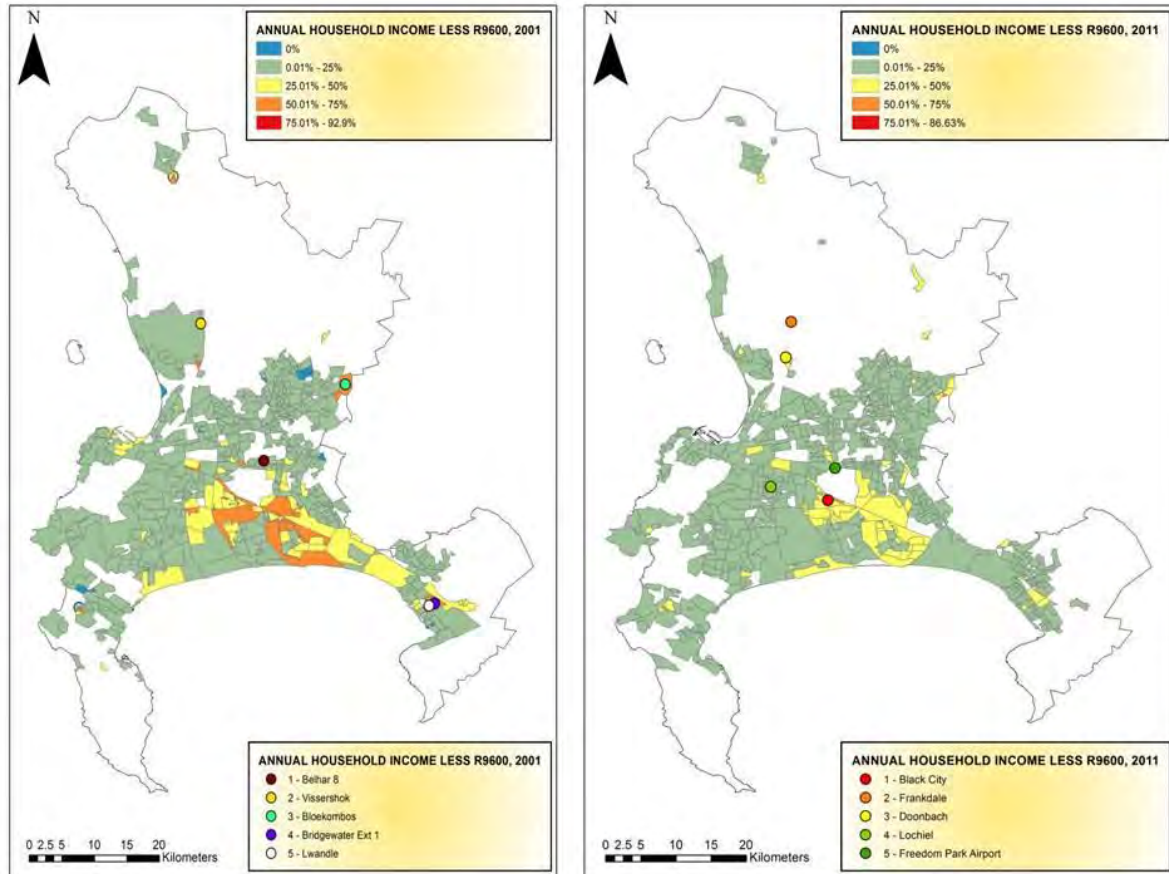 N
ANNUAL HOUSEHOLD INCOME LESS R9600, 2001
0%
0.01% - 25%
25.01% - 50%
50.01% - 75%
75.01% - 92.9%
ANNUAL HOUSEHOLD INCOME LESS R9600, 2001
1 - Belhar 8
2 - Vissershok
3 - Bloekombos
4 - Bridgewater Ext 1
5 - Lwandle
0 2.5 5 10 15 20
Kilometers
N
ANNUAL HOUSEHOLD INCOME LESS R9600, 2011
0%
0.01% - 25%
25.01% - 50%
50.01% - 75%
75.01% - 86.63%
ANNUAL HOUSEHOLD INCOME LESS R9600, 2011
1 - Black City
2 - Frankdale
3 - Doonbach
4 - Lochiel
5 - Freedom Park Airport
0 2.5 5 10 15 20
Kilometers